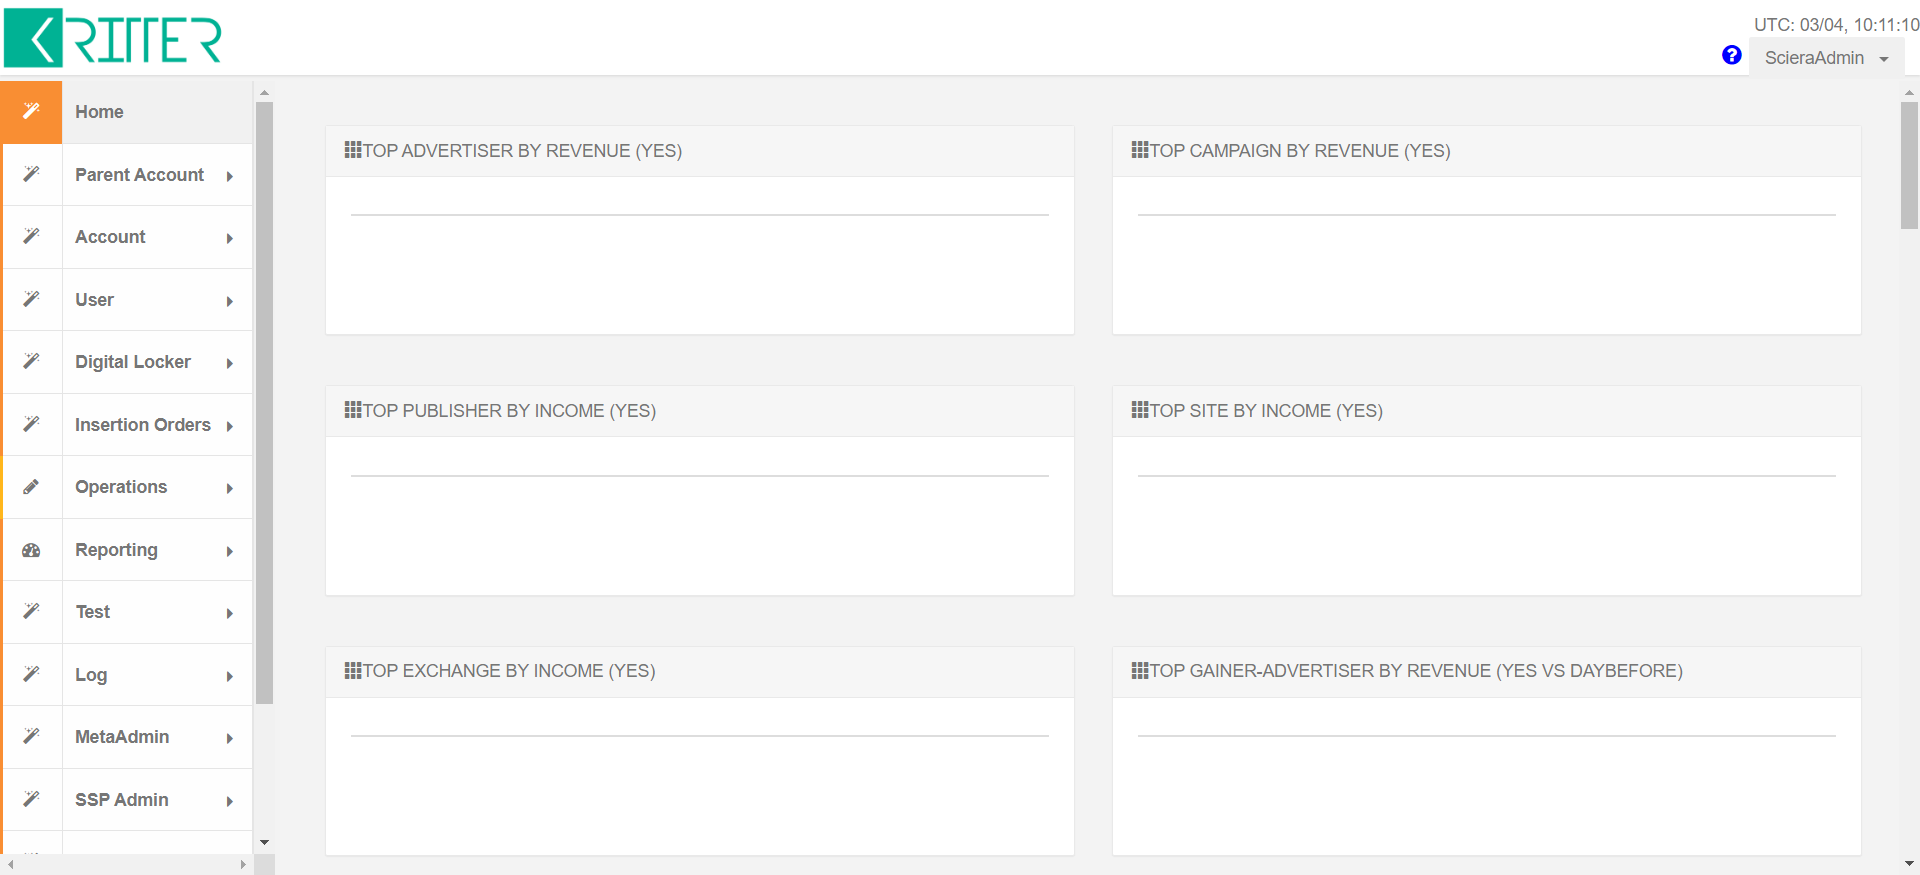 KRITTER
UTC: 03/04, 10:11:10
ScieraAdmin
Home
Parent Account
Account
User
Digital Locker
Insertion Orders
Operations
Reporting
Test
Log
MetaAdmin
SSP Admin
TOP ADVERTISER BY REVENUE (YES)
TOP CAMPAIGN BY REVENUE (YES)
TOP PUBLISHER BY INCOME (YES)
TOP SITE BY INCOME (YES)
TOP EXCHANGE BY INCOME (YES)
TOP GAINER-ADVERTISER BY REVENUE (YES VS DAYBEFORE)